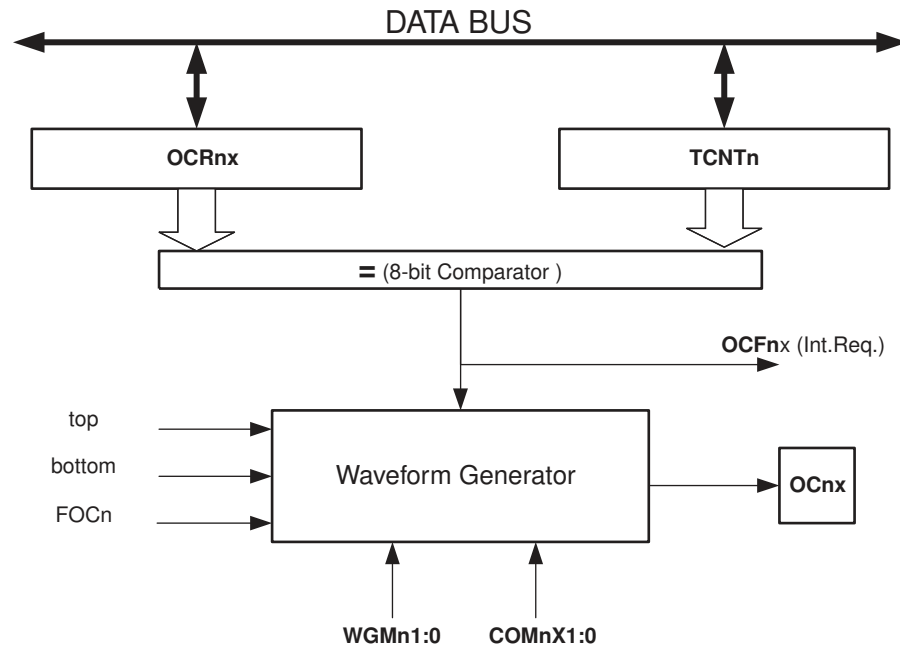 DATA BUS
OCRnx
TCNTn
= (8-bit Comparator )
OCFnx (Int.Req.)
top
bottom
FOCn
Waveform Generator
OCnx
WGMn1:0
COMnX1:0